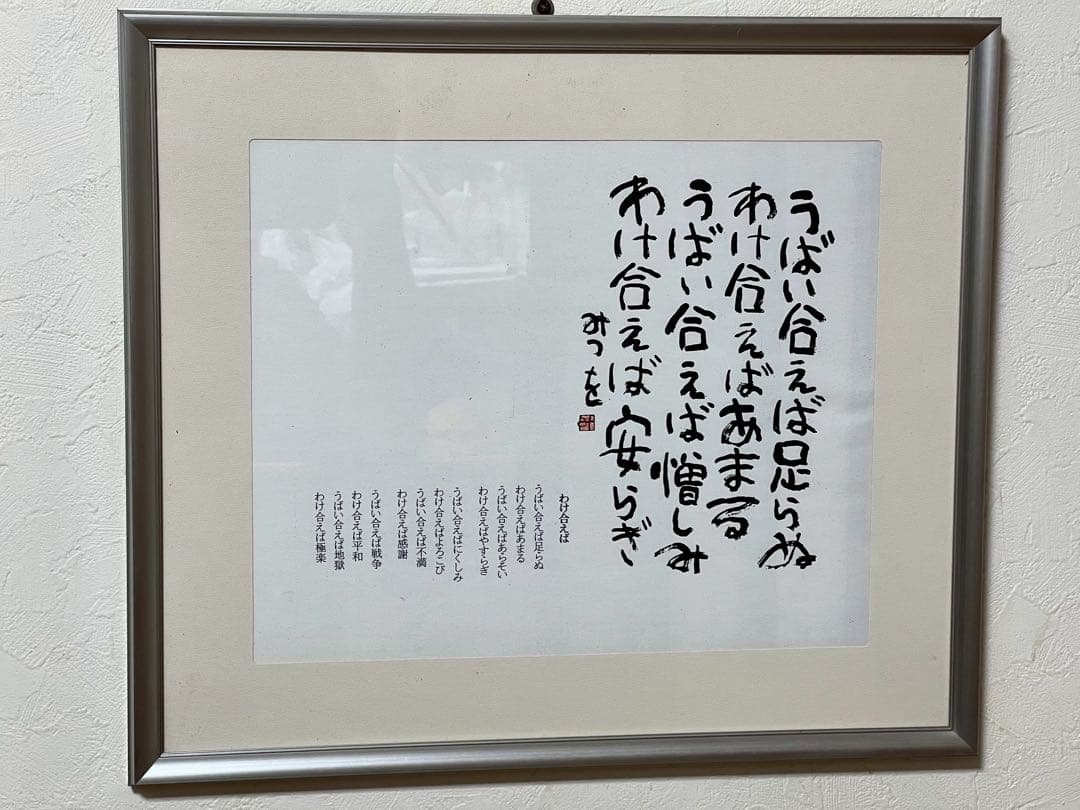 うばい合えば足らぬ
わけ合えばあまる
うばい合えば憎しみ
わけ合えば安らぎ
みつを
わけ合えば
うばい合えば足らぬ
わけ合えばあまる
うばい合えばあらそい
わけ合えばやすらぎ
うばい合えばにくしみ
わけ合えばよろこび
うばい合えば不満
わけ合えば感謝
うばい合えば戦争
わけ合えば平和
うばい合えば地獄
わけ合えば極楽